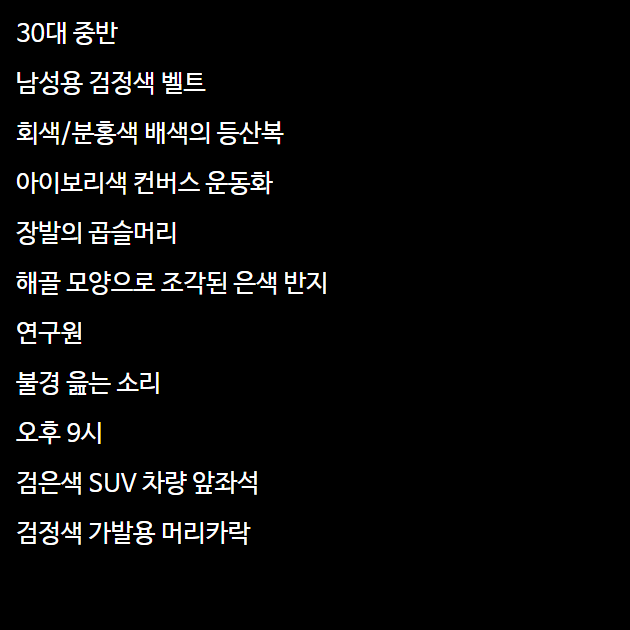 30대 중반
남성용 검정색 벨트
회색/분홍색 배색의 등산복
아이보리색 컨버스 운동화
장발의 곱슬머리
해골 모양으로 조각된 은색 반지
연구원
불경 읊는 소리
오후 9시
검은색 SUV 차량 앞좌석
검정색 가발용 머리카락